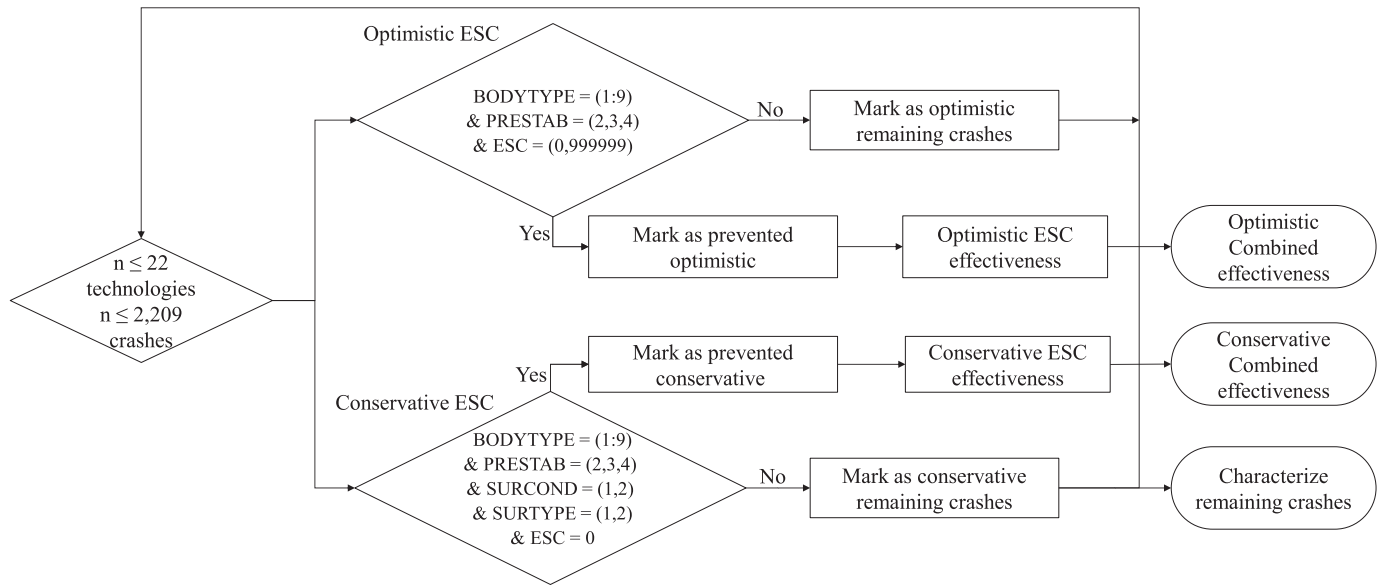 Optimistic ESC
BODYTYPE = (1:9)
& PRESTAB = (2,3,4)
& ESC = (0,999999)
No
Mark as optimistic
remaining crashes
Yes
Mark as prevented
optimistic
Optimistic ESC
effectiveness
Optimistic
Combined
effectiveness
n ≤ 22
technologies
n ≤ 2,209
crashes
Yes
Mark as prevented
conservative
Conservative ESC
effectiveness
Conservative
Combined
effectiveness
Conservative ESC
BODYTYPE = (1:9)
& PRESTAB = (2,3,4)
& SURCOND = (1,2)
& SURTYPE = (1,2)
& ESC = 0
No
Mark as conservative
remaining crashes
Characterize
remaining crashes